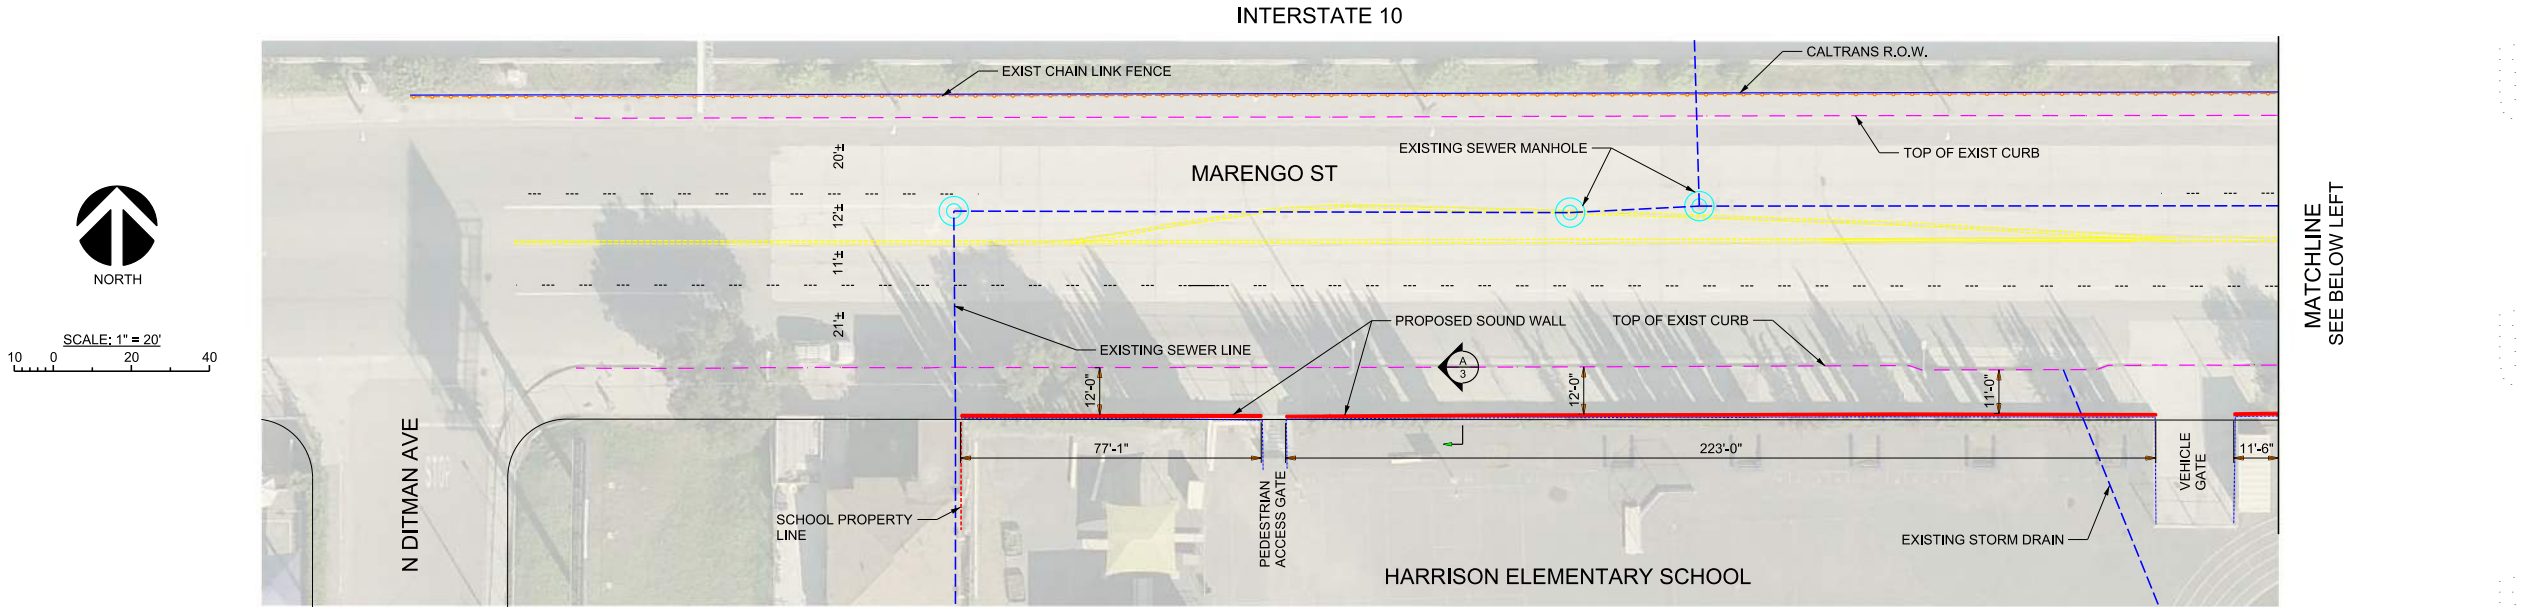 INTERSTATE 10
CALTRANS R.O.W.
EXIST CHAIN LINK FENCE
EXISTING SEWER MANHOLE
TOP OF EXIST CURB
MARENGO ST
20'±
12'±
11'±
21'±
NORTH
SCALE: 1" = 20'
10 0 20 40
MATCHLINE
SEE BELOW LEFT
PROPOSED SOUND WALL
TOP OF EXIST CURB
EXISTING SEWER LINE
A
3
12'-0"
12'-0"
11'-0"
N DITMAN AVE
STOP
77'-1"
223'-0"
11'-6"
PEDESTRIAN
ACCESS GATE
VEHICLE
GATE
SCHOOL PROPERTY
LINE
EXISTING STORM DRAIN
HARRISON ELEMENTARY SCHOOL